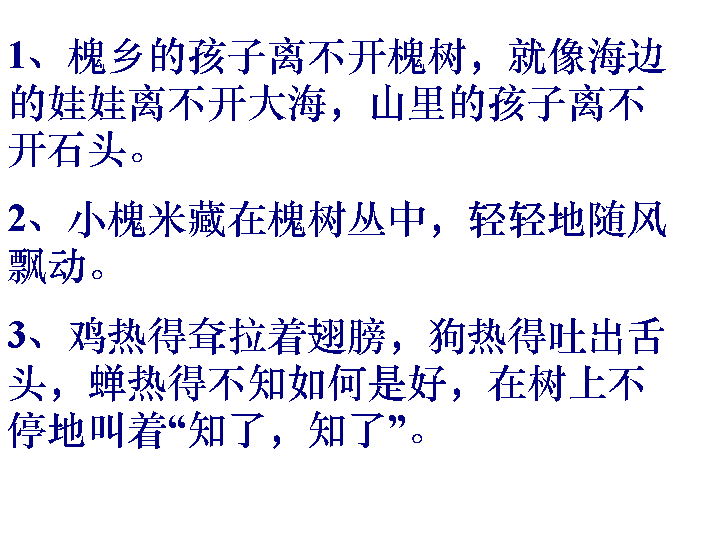 1、槐乡的孩子离不开槐树，就像海边
的娃娃离不开大海，山里的孩子离不
开石头。
2、小槐米藏在槐树丛中，轻轻地随风
飘动。
3、鸡热得耷拉着翅膀，狗热得吐出舌
头，蝉热得不知如何是好，在树上不
停地叫着“知了，知了”。